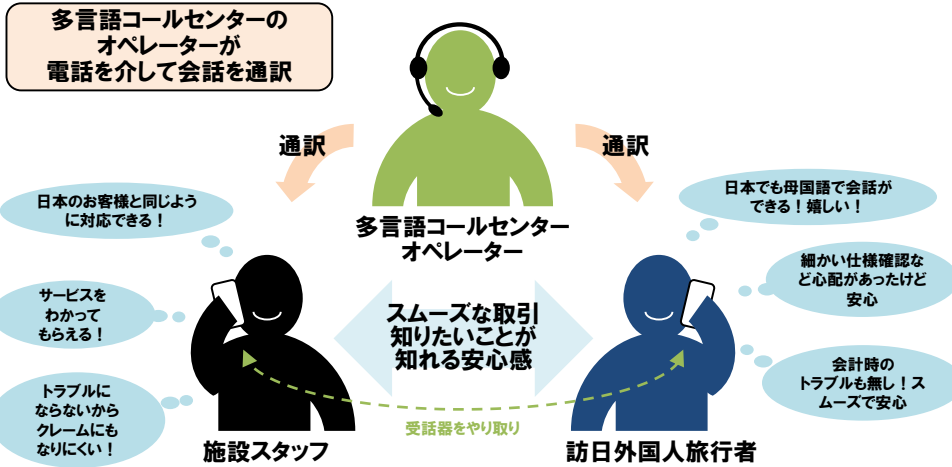 多言語コールセンターの
オペレーターが
電話を介して会話を通訳
通訳
通訳
多言語コールセンター
オペレーター
日本のお客様と同じよう
に対応できる！
サービスを
わかって
もらえる！
トラブルに
ならないから
クレームにも
なりにくい！
日本でも母国語で会話が
できる！嬉しい！
細かい仕様確認な
ど心配があったけど
安心
会計時の
トラブルも無し！ス
ムーズで安心
スムーズな取引
知りたいことが
知れる安心感
受話器をやり取り
施設スタッフ
訪日外国人旅行者